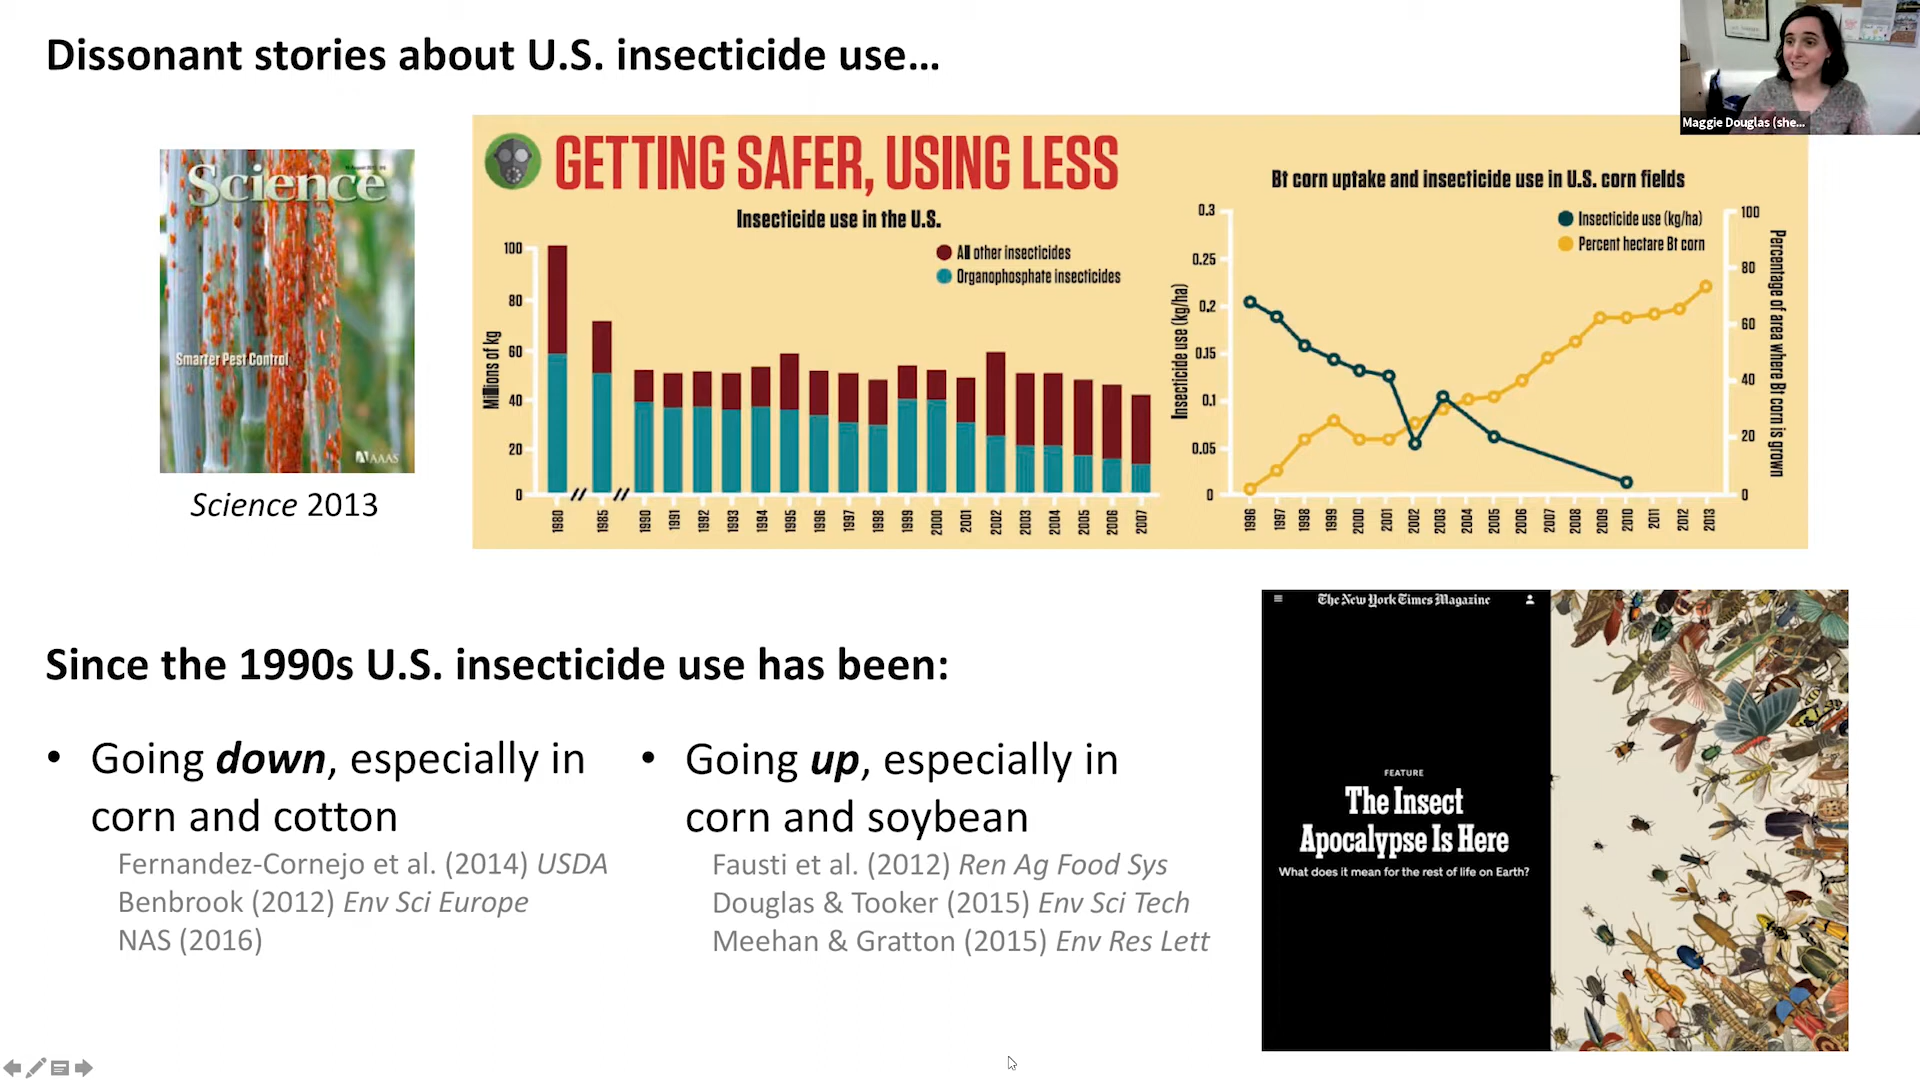 Dissonant stories about U.S. insecticide use…
Maggie Douglas (she...
Science
Smarter Pest Control
AAAS
Science 2013
GETTING SAFER, USING LESS
Insecticide use in the U.S.
All other insecticides
Organophosphate insecticides
Millions of kg
100
80
60
40
20
0
1980 1985 1990 1991 1992 1993 1994 1995 1996 1997 1998 1999 2000 2001 2002 2003 2004 2005 2006 2007
Bt corn uptake and insecticide use in U.S. corn fields
Insecticide use (kg/ha)
Percent hectare Bt corn
Insecticide use (kg/ha)
0.3
0.25
0.2
0.15
0.1
0.05
0
100
80
60
40
20
0
Percentage of area where Bt corn is grown
1996 1997 1998 1999 2000 2001 2002 2003 2004 2005 2006 2007 2008 2009 2010 2011 2012 2013
Since the 1990s U.S. insecticide use has been:
• Going down, especially in
corn and cotton
Fernandez-Cornejo et al. (2014) USDA
Benbrook (2012) Env Sci Europe
NAS (2016)
• Going up, especially in
corn and soybean
Fausti et al. (2012) Ren Ag Food Sys
Douglas & Tooker (2015) Env Sci Tech
Meehan & Gratton (2015) Env Res Lett
The New York Times Magazine
FEATURE
The Insect
Apocalypse Is Here
What does it mean for the rest of life on Earth?